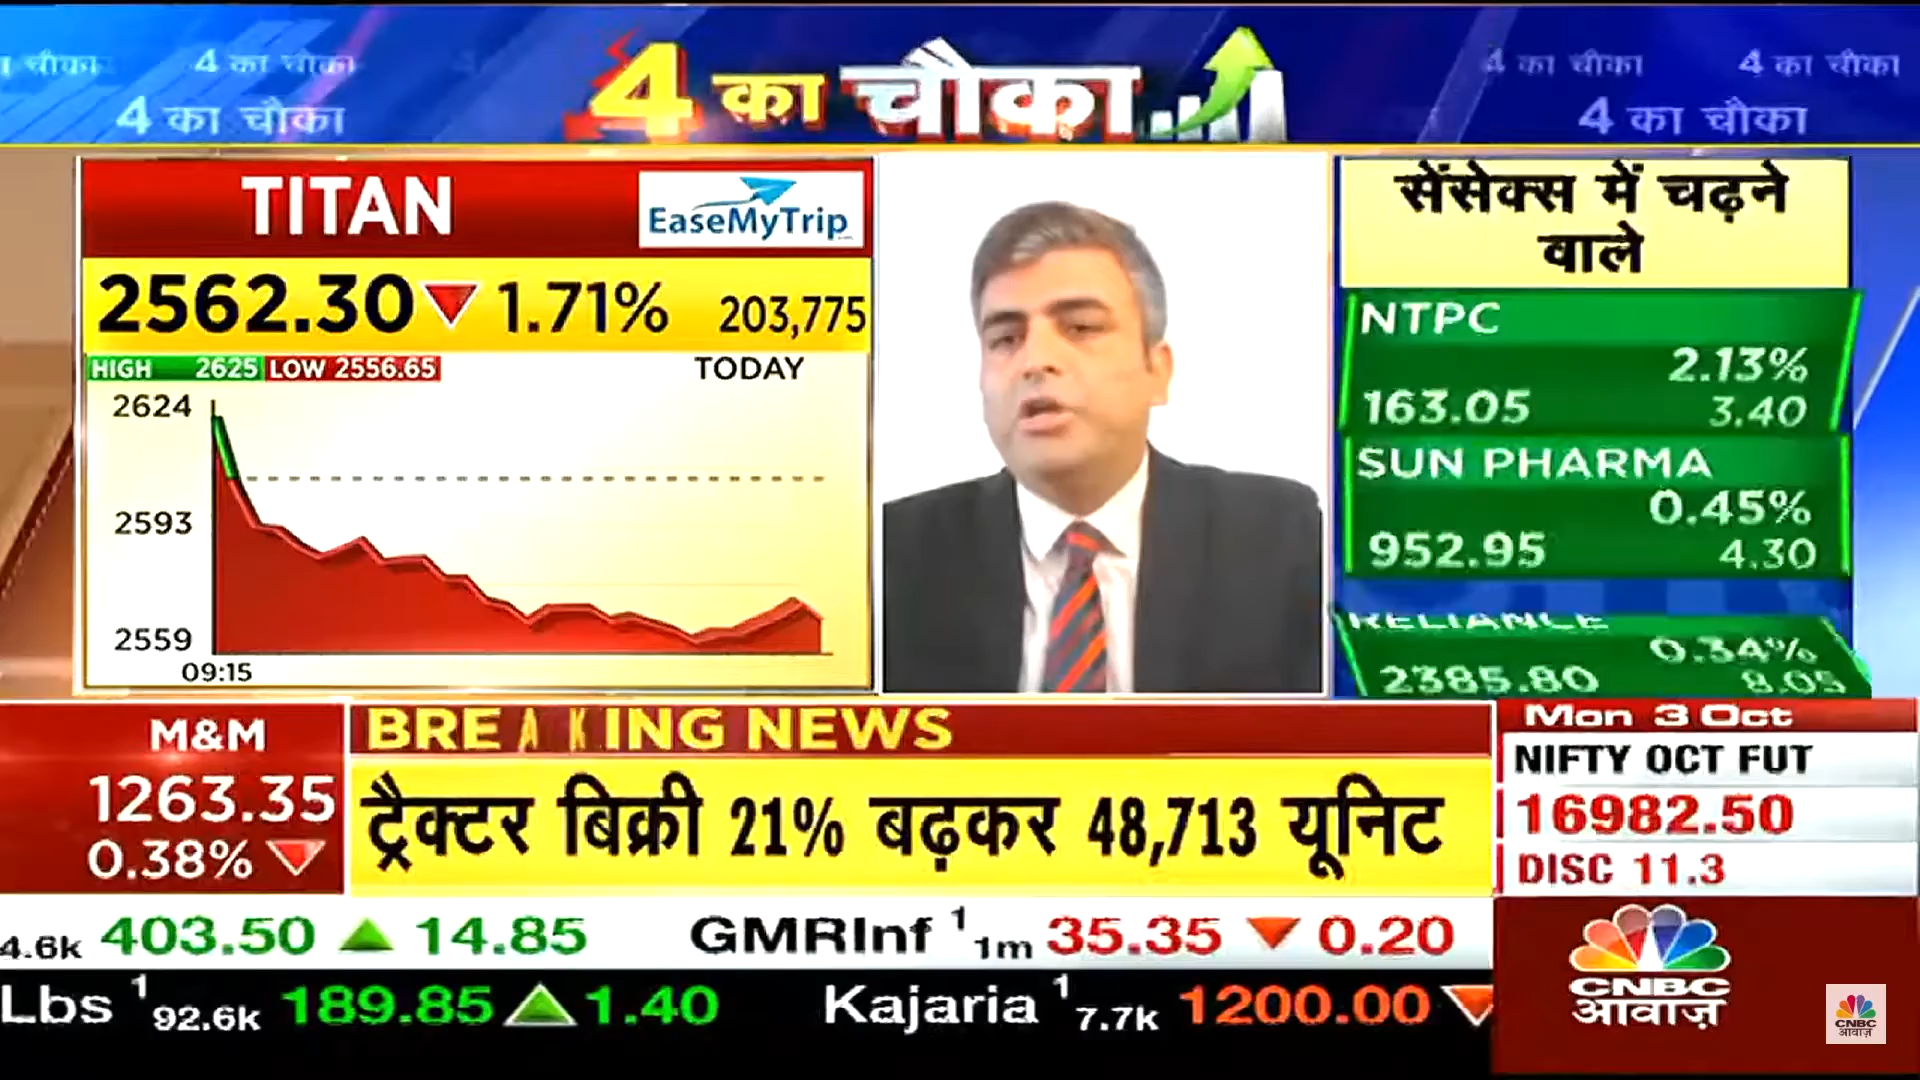 4 का चौका
4 का चौका
4 का चौका
4 का चौका
4 का चौका
4 का चौका
TITAN
EaseMyTrip
2562.30 ▼ 1.71% 203,775
HIGH 2625 LOW 2556.65 TODAY
2624
2593
2559
09:15
सेंसेक्स में चढ़ने
वाले
NTPC
2.13%
163.05 3.40
SUN PHARMA
0.45%
952.95 4.30
RELIANCE
0.34%
2385.80 8.05
M&M
1263.35
0.38% ▼
BREAKING NEWS
ट्रैक्टर बिक्री 21% बढ़कर 48,713 यूनिट
Mon 3 Oct
NIFTY OCT FUT
16982.50
DISC 11.3
4.6k 403.50 ▲ 14.85 GMRInf 1 1m 35.35 ▼ 0.20
Lbs 1 92.6k 189.85 ▲ 1.40 Kajaria 1 7.7k 1200.00 ▼
CNBC
आवाज़
CNBC
आवाज़